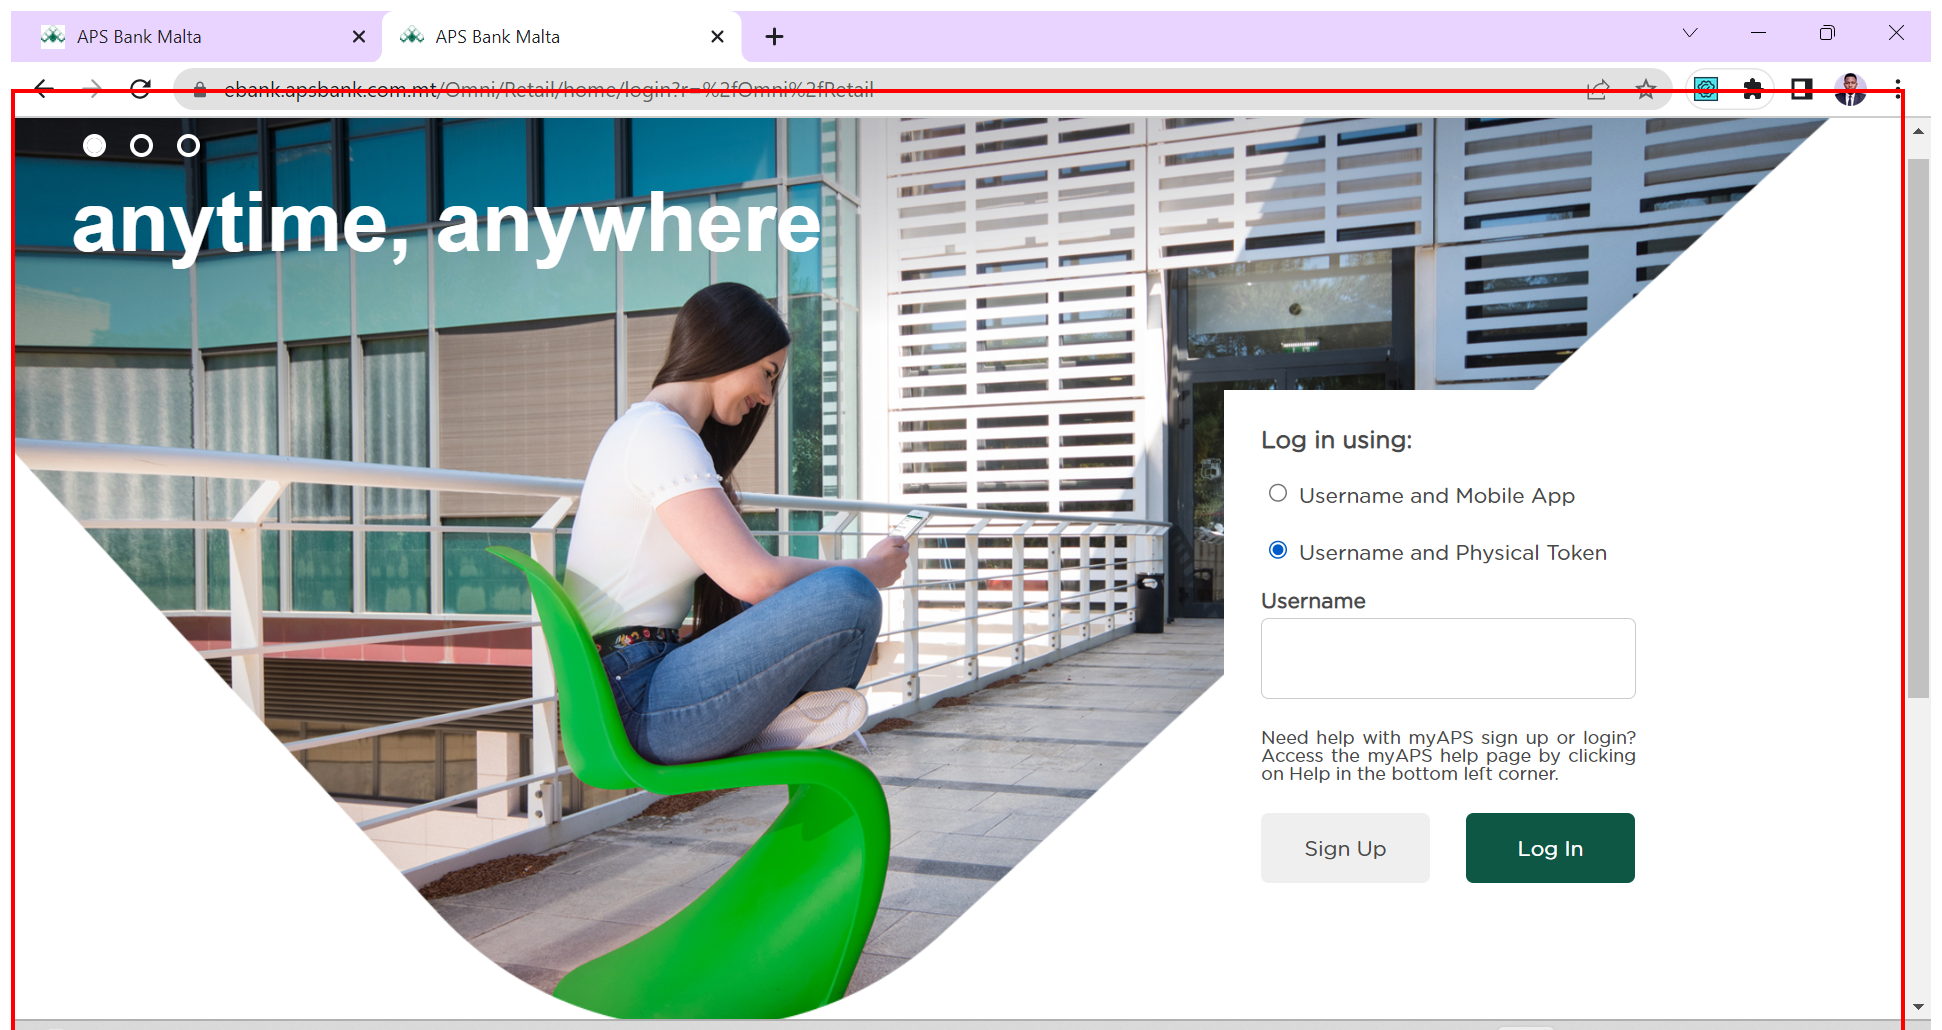 APS Bank Malta
APS Bank Malta
ebank.apsbank.com.mt/Omni/Retail/home/login?r=%2fOmni%2fRetail
anytime, anywhere
Log in using:
Username and Mobile App
Username and Physical Token
Username
Need help with myAPS sign up or login?
Access the myAPS help page by clicking
on Help in the bottom left corner.
Sign Up
Log In